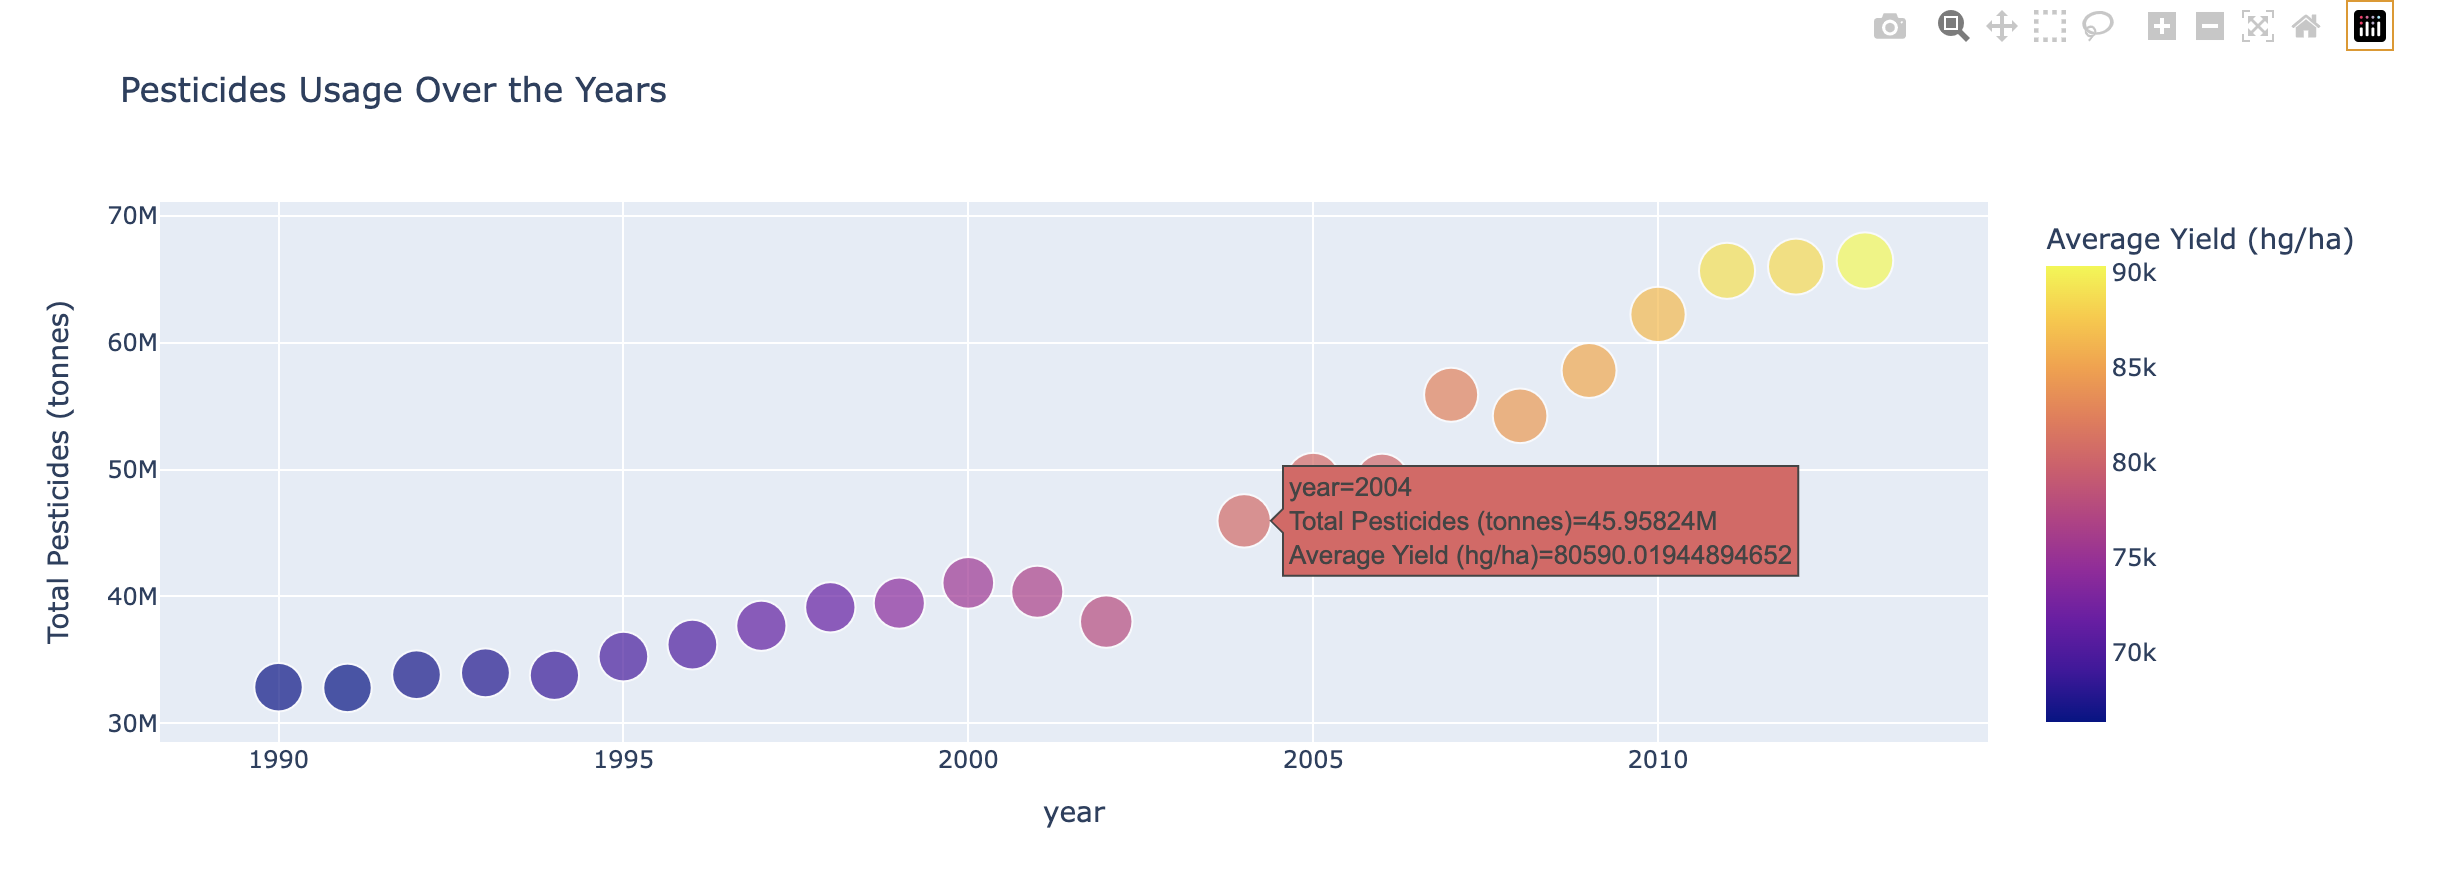 Pesticides Usage Over the Years
70M
60M
50M
40M
30M
Total Pesticides (tonnes)
1990
1995
2000
2005
2010
year
year=2004
Total Pesticides (tonnes)=45.95824M
Average Yield (hg/ha)=80590.01944894652
Average Yield (hg/ha)
90k
85k
80k
75k
70k